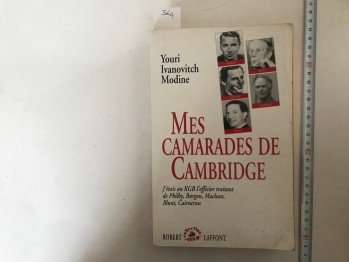 344
Youri
Ivanovitch
Modine
MES
CAMARADES DE
CAMBRIDGE
J'étais au KGB l'officier traitant
de Philby, Burgess, Maclean,
Blunt, Cairncross
ROBERT LAFFONT